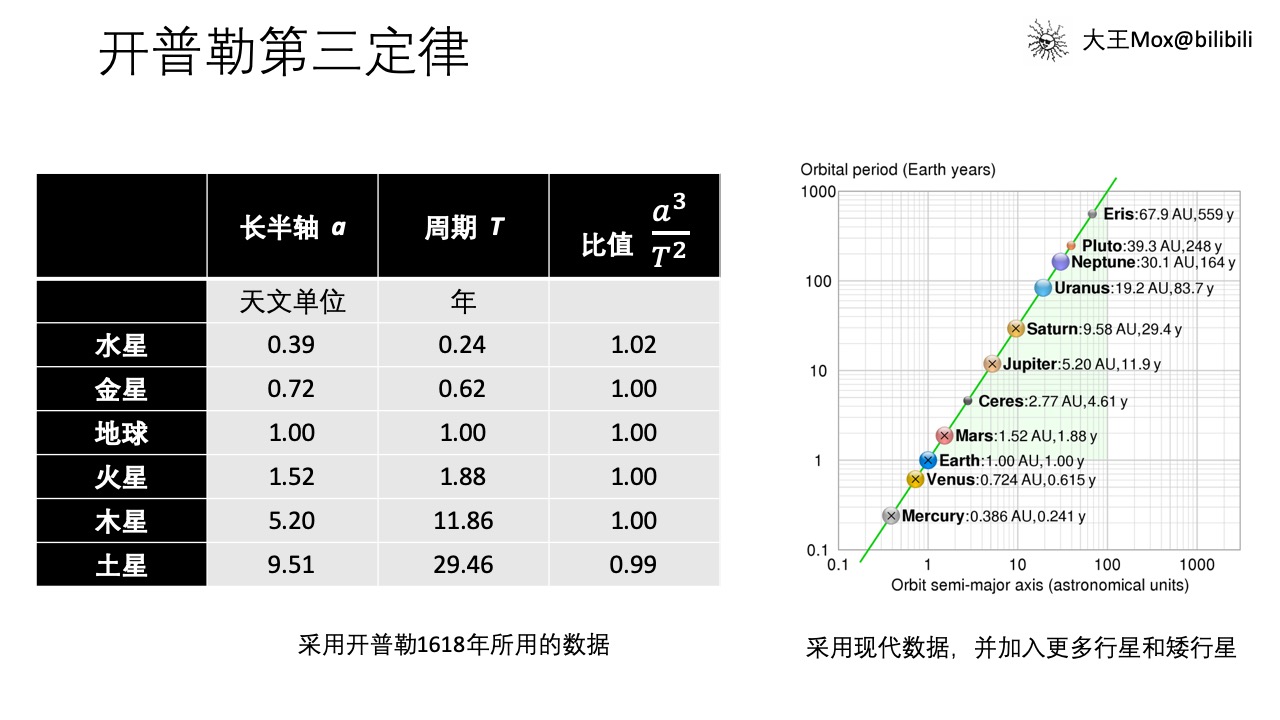 开普勒第三定律
大王Mox@bilibili
长半轴 a 周期 T 比值 a³/T²
天文单位 年
水星 0.39 0.24 1.02
金星 0.72 0.62 1.00
地球 1.00 1.00 1.00
火星 1.52 1.88 1.00
木星 5.20 11.86 1.00
土星 9.51 29.46 0.99
采用开普勒1618年所用的数据
Orbital period (Earth years)
1000
Eris:67.9 AU,559 y
Pluto:39.3 AU,248 y
Neptune:30.1 AU,164 y
100
Uranus:19.2 AU,83.7 y
Saturn:9.58 AU,29.4 y
Jupiter:5.20 AU,11.9 y
10
Ceres:2.77 AU,4.61 y
Mars:1.52 AU,1.88 y
1
Earth:1.00 AU,1.00 y
Venus:0.724 AU,0.615 y
Mercury:0.386 AU,0.241 y
0.1
0.1 1 10 100 1000
Orbit semi-major axis (astronomical units)
采用现代数据，并加入更多行星和矮行星